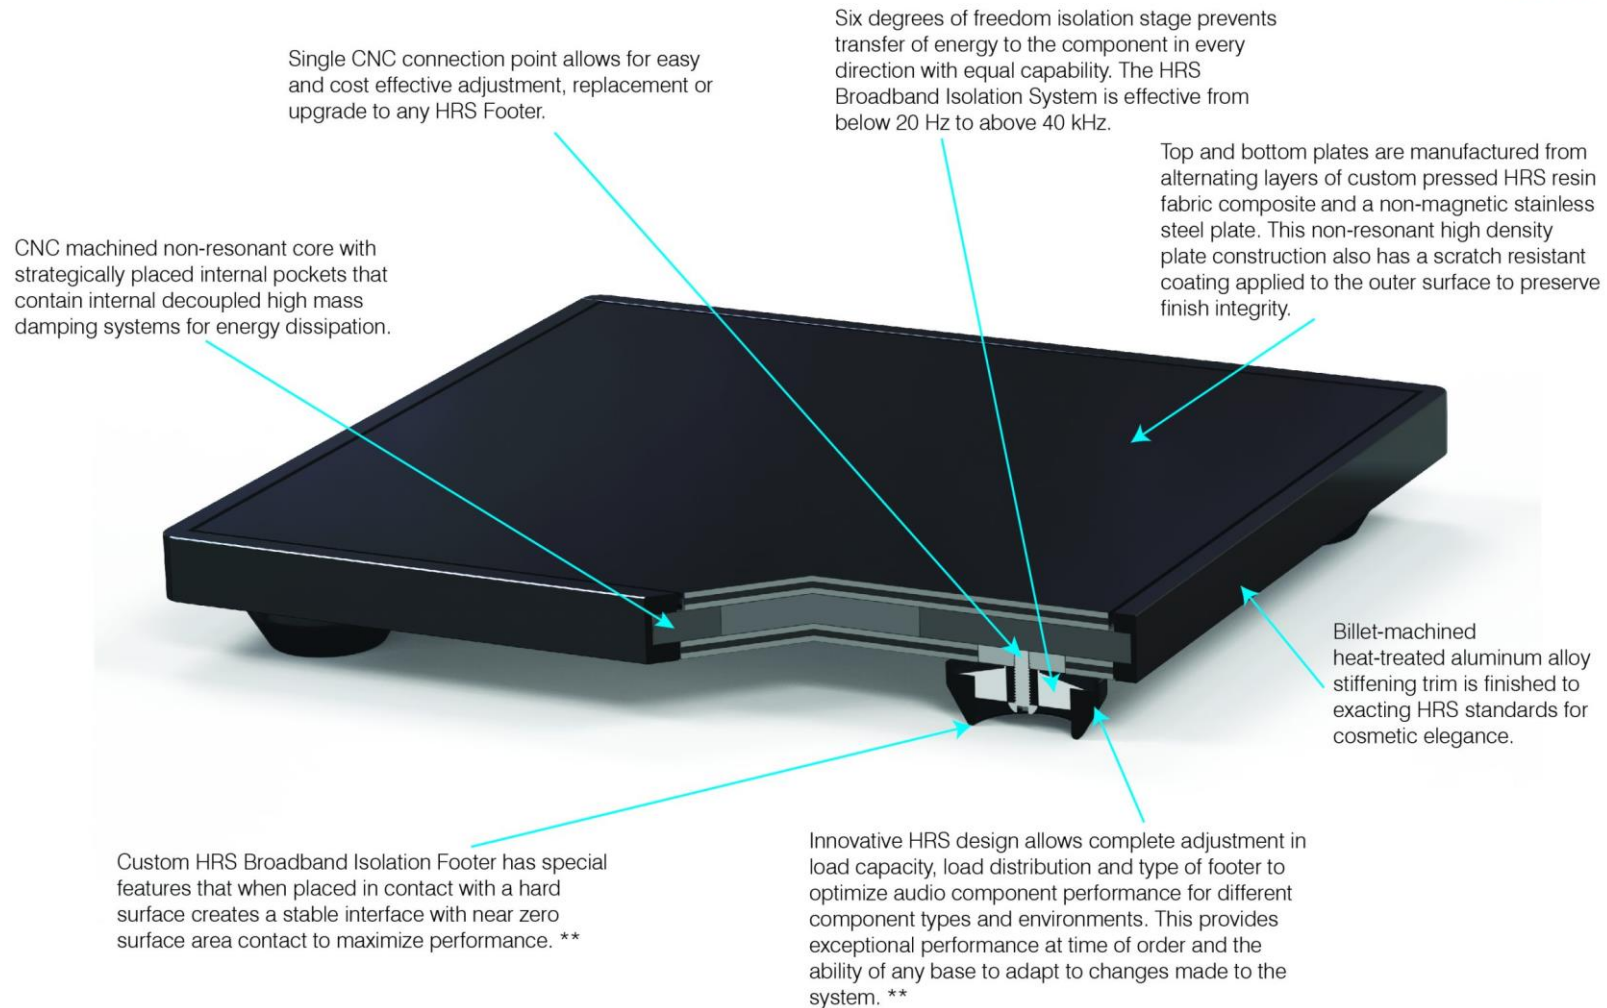 Single CNC connection point allows for easy
and cost effective adjustment, replacement or
upgrade to any HRS Footer.
Six degrees of freedom isolation stage prevents
transfer of energy to the component in every
direction with equal capability. The HRS
Broadband Isolation System is effective from
below 20 Hz to above 40 kHz.
Top and bottom plates are manufactured from
alternating layers of custom pressed HRS resin
fabric composite and a non-magnetic stainless
steel plate. This non-resonant high density
plate construction also has a scratch resistant
coating applied to the outer surface to preserve
finish integrity.
CNC machined non-resonant core with
strategically placed internal pockets that
contain internal decoupled high mass
damping systems for energy dissipation.
Billet-machined
heat-treated aluminum alloy
stiffening trim is finished to
exacting HRS standards for
cosmetic elegance.
Custom HRS Broadband Isolation Footer has special
features that when placed in contact with a hard
surface creates a stable interface with near zero
surface area contact to maximize performance. **
Innovative HRS design allows complete adjustment in
load capacity, load distribution and type of footer to
optimize audio component performance for different
component types and environments. This provides
exceptional performance at time of order and the
ability of any base to adapt to changes made to the
system. **